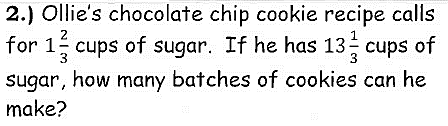 2.) Ollie's chocolate chip cookie recipe calls
for 1 2/3 cups of sugar. If he has 13 1/3 cups of
sugar, how many batches of cookies can he
make?